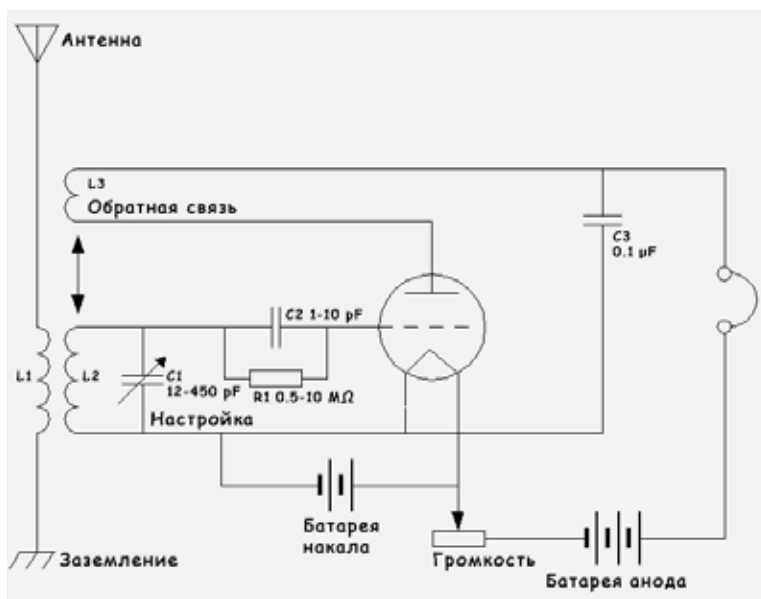 Антенна
L3
Обратная связь
C3
0.1 µF
C2 1-10 pF
L1
L2
C1
12-450 pF
R1 0.5-10 MΩ
Настройка
Батарея
накала
Громкость
Заземление
Батарея анода